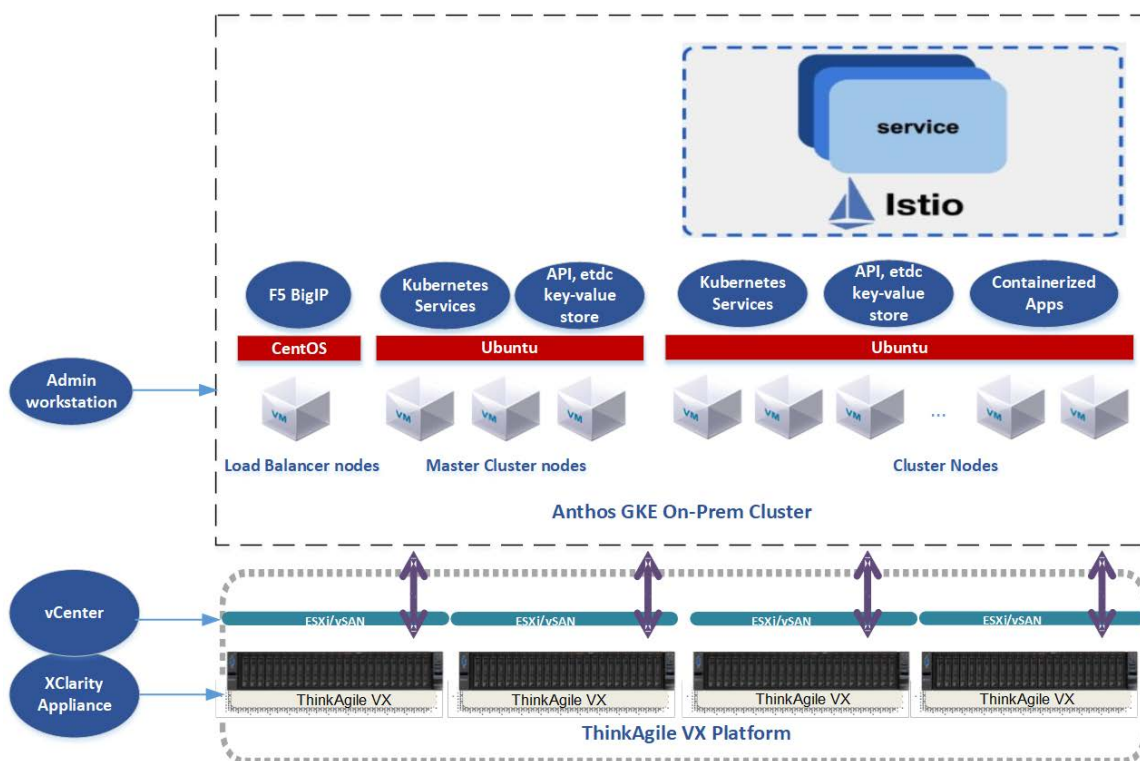 service
Istio
F5 BigIP
Kubernetes
Services
API, etdc
key-value
store
Kubernetes
Services
API, etdc
key-value
store
Containerized
Apps
CentOS
Ubuntu
Ubuntu
Admin
workstation
VM
VM
VM
VM
VM
VM
VM
...
VM
VM
Load Balancer nodes
Master Cluster nodes
Cluster Nodes
Anthos GKE On-Prem Cluster
vCenter
ESXi/vSAN
ESXi/vSAN
ESXi/vSAN
ESXi/vSAN
XClarity
Appliance
ThinkAgile VX
ThinkAgile VX
ThinkAgile VX
ThinkAgile VX
ThinkAgile VX Platform